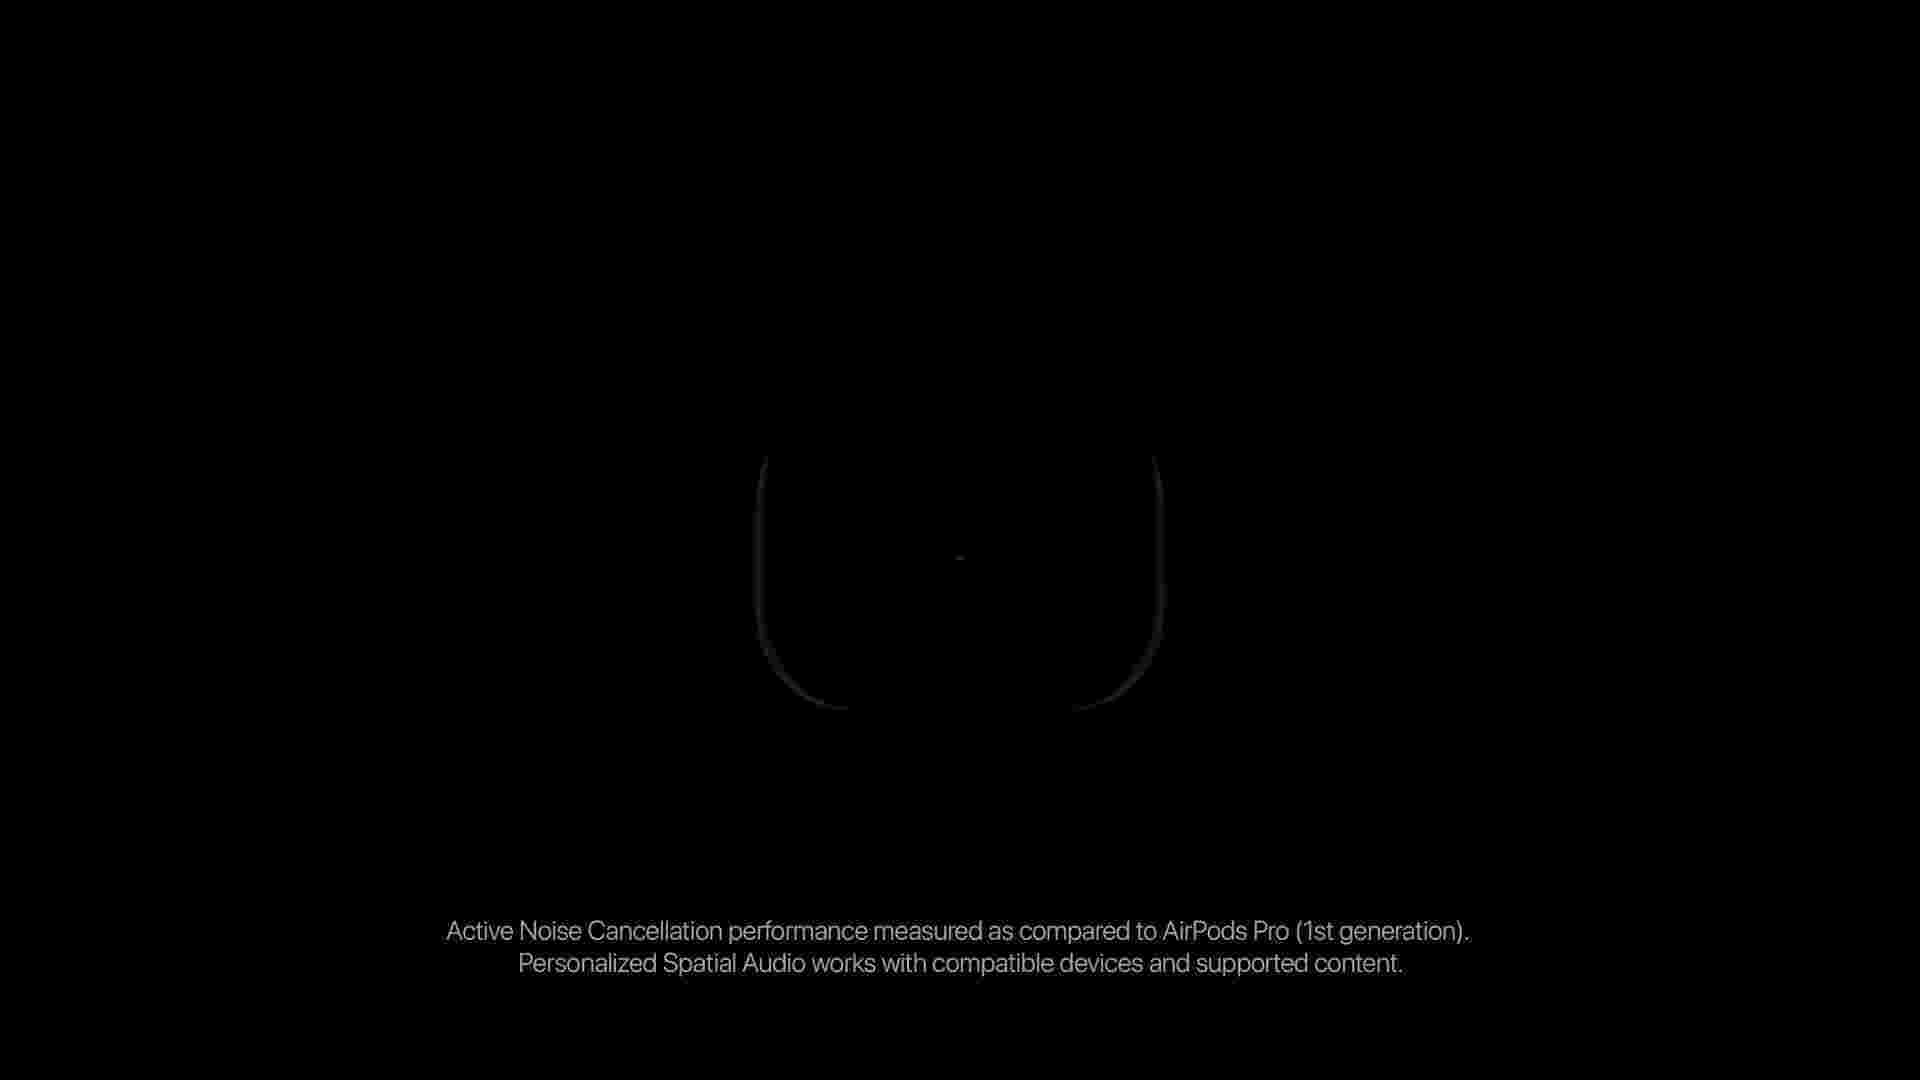 Active Noise Cancellation performance measured as compared to AirPods Pro (1st generation).
Personalized Spatial Audio works with compatible devices and supported content.